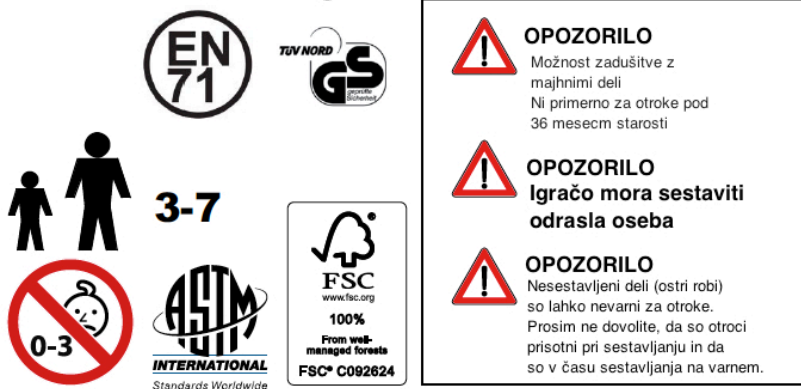 EN
71
TÜV NORD
GS
geprüfte
Sicherheit
3-7
0-3
ASTM
INTERNATIONAL
Standards Worldwide
®
FSC
www.fsc.org
100%
From well-
managed forests
FSC® C092624
OPOZORILO
Možnost zadušitve z
majhnimi deli
Ni primerno za otroke pod
36 mesecm starosti
OPOZORILO
Igračo mora sestaviti
odrasla oseba
OPOZORILO
Nesestavljeni deli (ostri robi)
so lahko nevarni za otroke.
Prosim ne dovolite, da so otroci
prisotni pri sestavljanju in da
so v času sestavljanja na varnem.